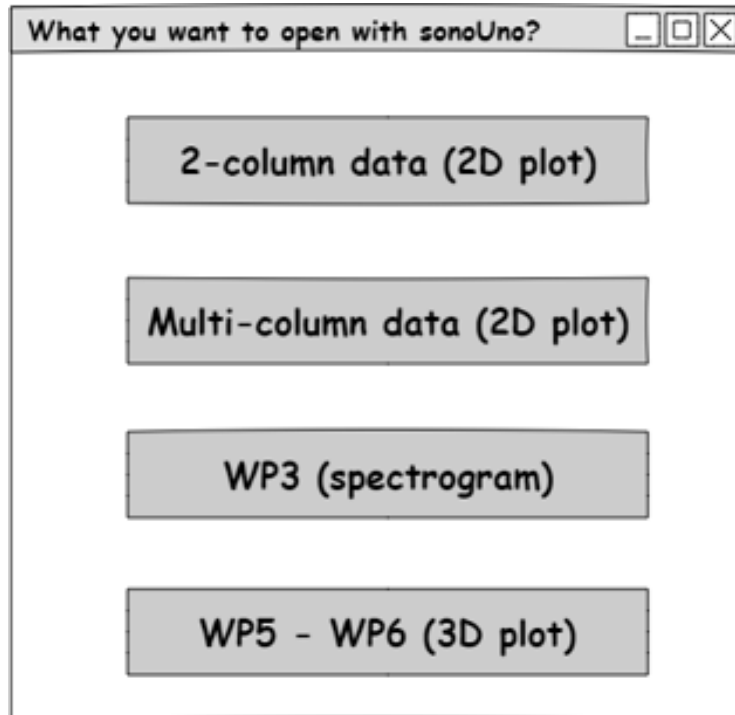 What you want to open with sonoUno?
2-column data (2D plot)
Multi-column data (2D plot)
WP3 (spectrogram)
WP5 - WP6 (3D plot)